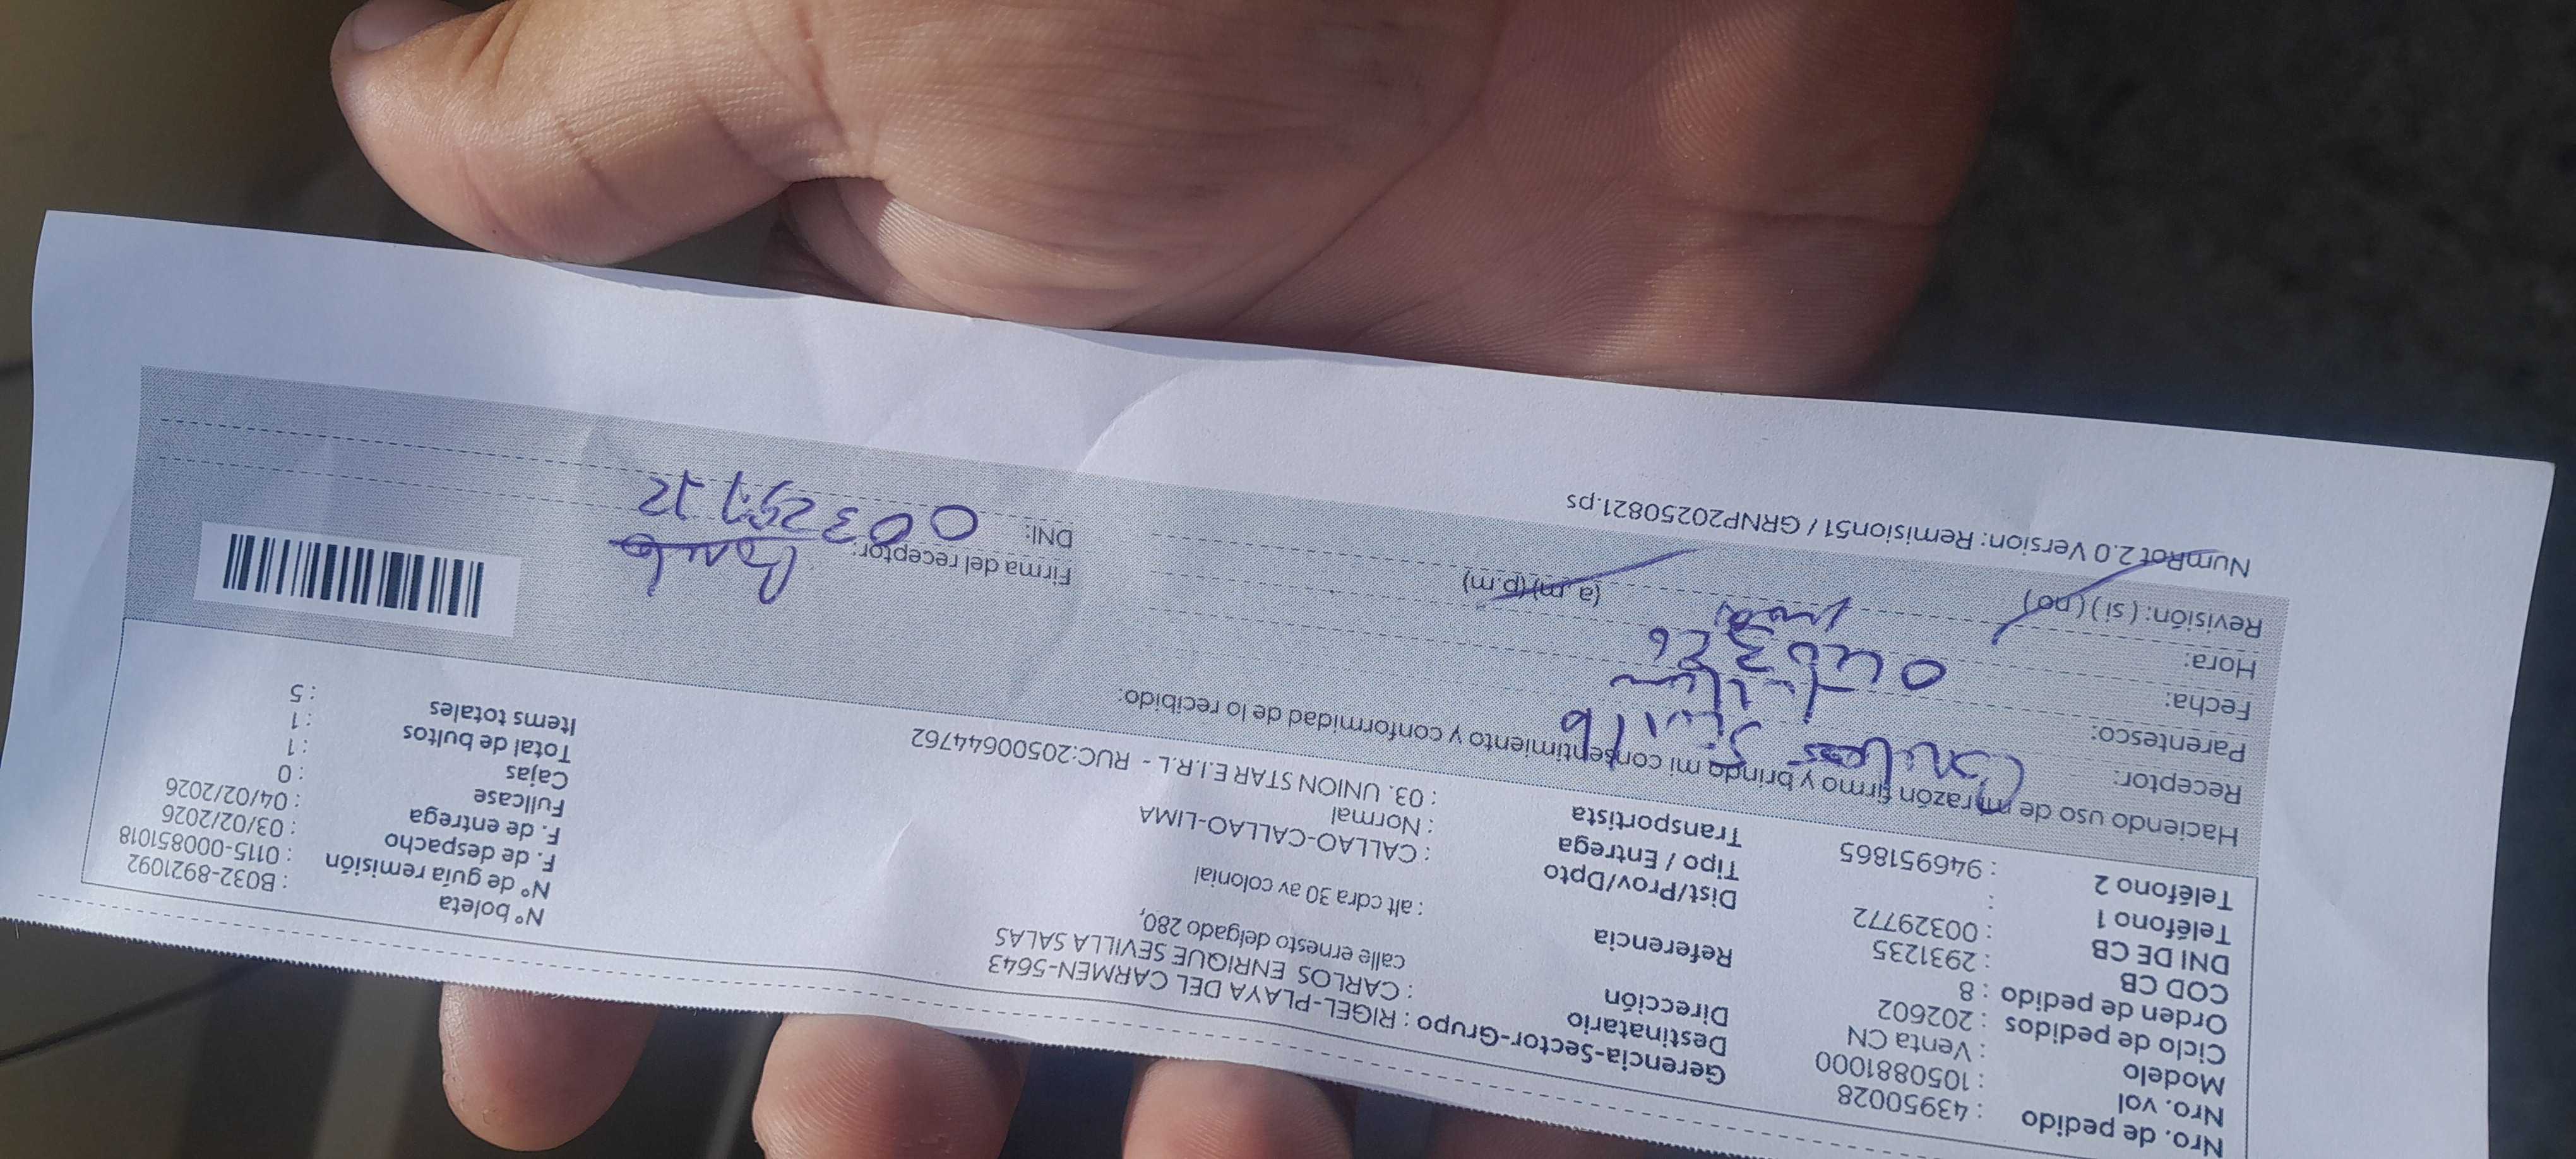 Nro. de pedido : 43950028
Nro. vol : 1050881000
Modelo : Venta CN
Ciclo de pedidos : 202602
Orden de pedido : 8
COD CB : 2931235
DNI DE CB : 00329772
Teléfono 1 :
Teléfono 2 : 946951865
Gerencia-Sector-Grupo : RIGEL-PLAYA DEL CARMEN-5643
Destinatario : CARLOS ENRIQUE SEVILLA SALAS
Dirección calle ernesto delgado 280,
Referencia : alt cdra 30 av colonial
Dist/Prov/Dpto : CALLAO-CALLAO-LIMA
Tipo / Entrega : Normal
Transportista : 03. UNION STAR E.I.R.L - RUC:20500644762
N° boleta : B032-8921092
N° de guía remisión : 0115-000851018
F. de despacho : 03/02/2026
F. de entrega : 04/02/2026
Fullcase : 0
Cajas : 1
Total de bultos : 1
Items totales : 5
Haciendo uso de mi razón firmo y brindo mi consentimiento y conformidad de lo recibido:
Receptor: Carlos Sevilla
Parentesco: Titular
Fecha:
Hora: (a.m) (p.m)
Revisión: ( si ) ( no )
Firma del receptor:
DNI:
NumRot 2.0 Version: Remision51 / GRNP20250821.ps